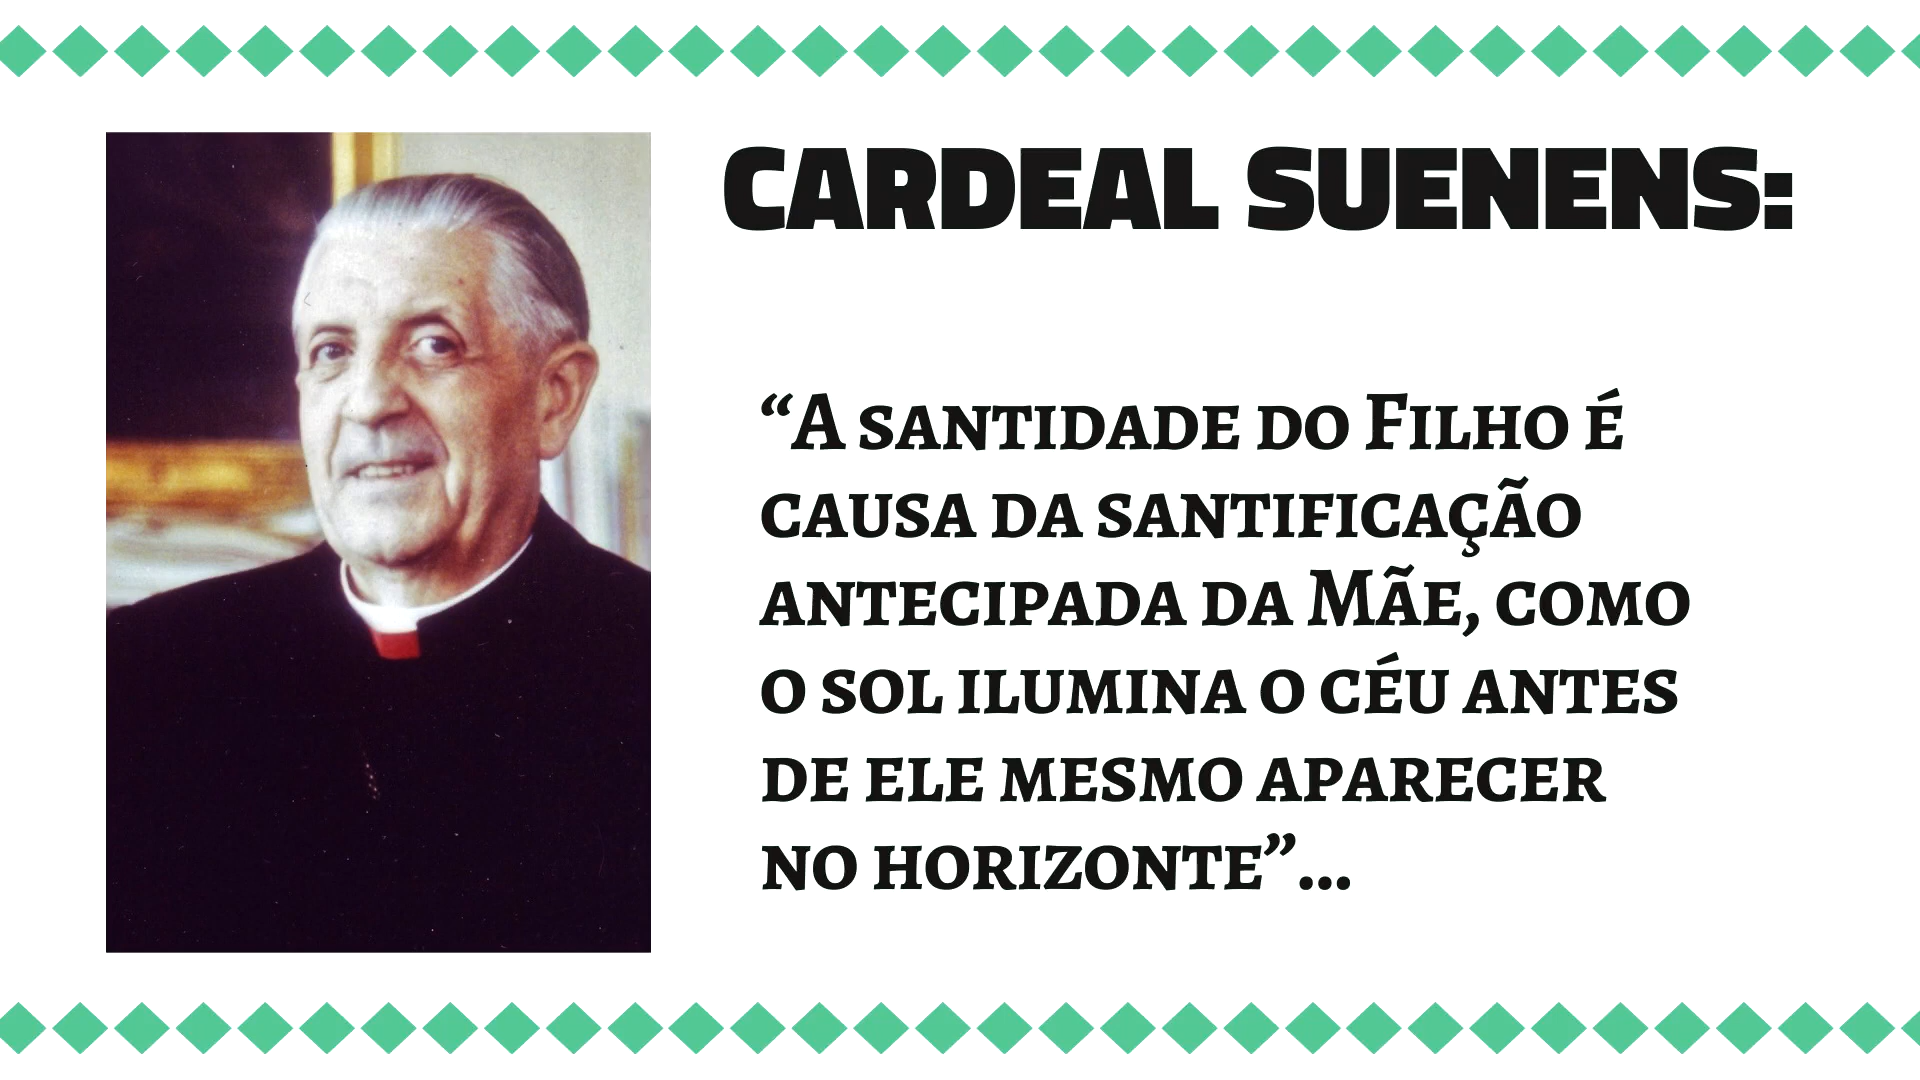 CARDEAL SUENENS:
“A SANTIDADE DO FILHO É
CAUSA DA SANTIFICAÇÃO
ANTECIPADA DA MÃE, COMO
O SOL ILUMINA O CÉU ANTES
DE ELE MESMO APARECER
NO HORIZONTE”...